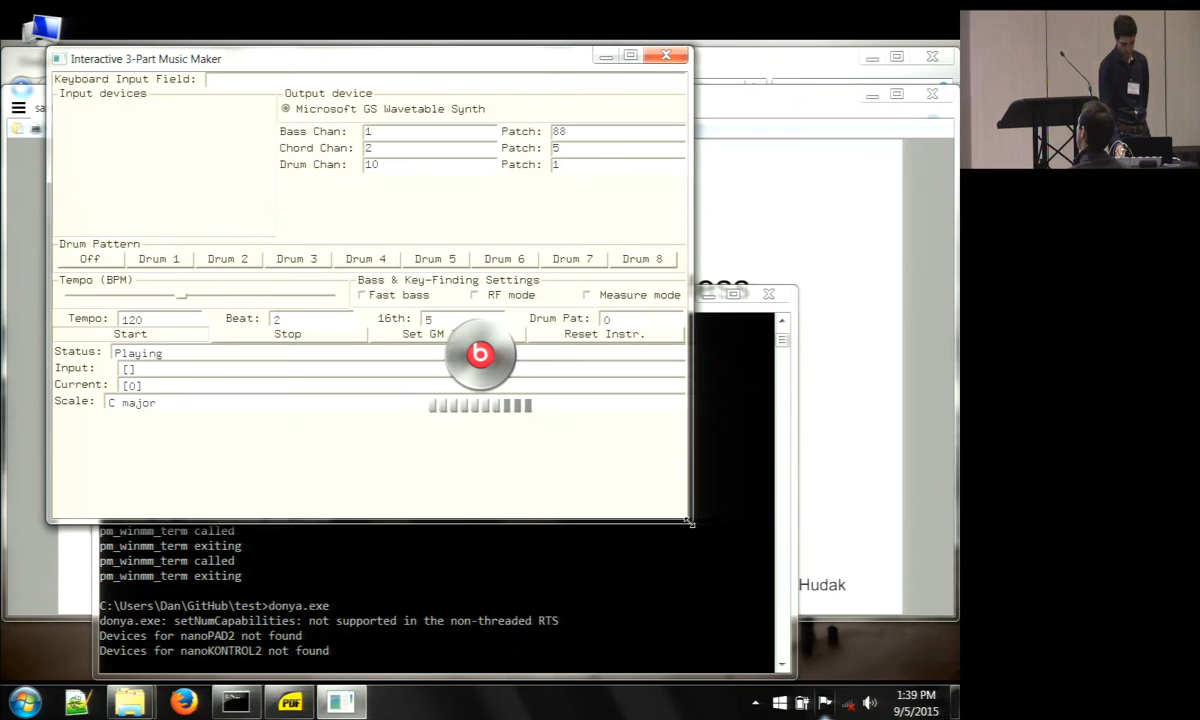 Interactive 3-Part Music Maker
Keyboard Input Field:
Input devices
Output device
Microsoft GS Wavetable Synth
Bass Chan: 1 Patch: 88
Chord Chan: 2 Patch: 5
Drum Chan: 10 Patch: 1
Drum Pattern
Off Drum 1 Drum 2 Drum 3 Drum 4 Drum 5 Drum 6 Drum 7 Drum 8
Tempo (BPM)
Bass & Key-Finding Settings
Fast bass RF mode Measure mode
Tempo: 120 Beat: 2 16th: 5 Drum Pat: 0
Start Stop Set GM Reset Instr.
Status: Playing
Input: []
Current: [0]
Scale: C major
b
pm_winmm_term called
pm_winmm_term exiting
pm_winmm_term called
pm_winmm_term exiting
Hudak
C:\Users\Dan\GitHub\test>donya.exe
donya.exe: setNumCapabilities: not supported in the non-threaded RTS
Devices for nanoPAD2 not found
Devices for nanoKONTROL2 not found
PDF
1:39 PM
9/5/2015